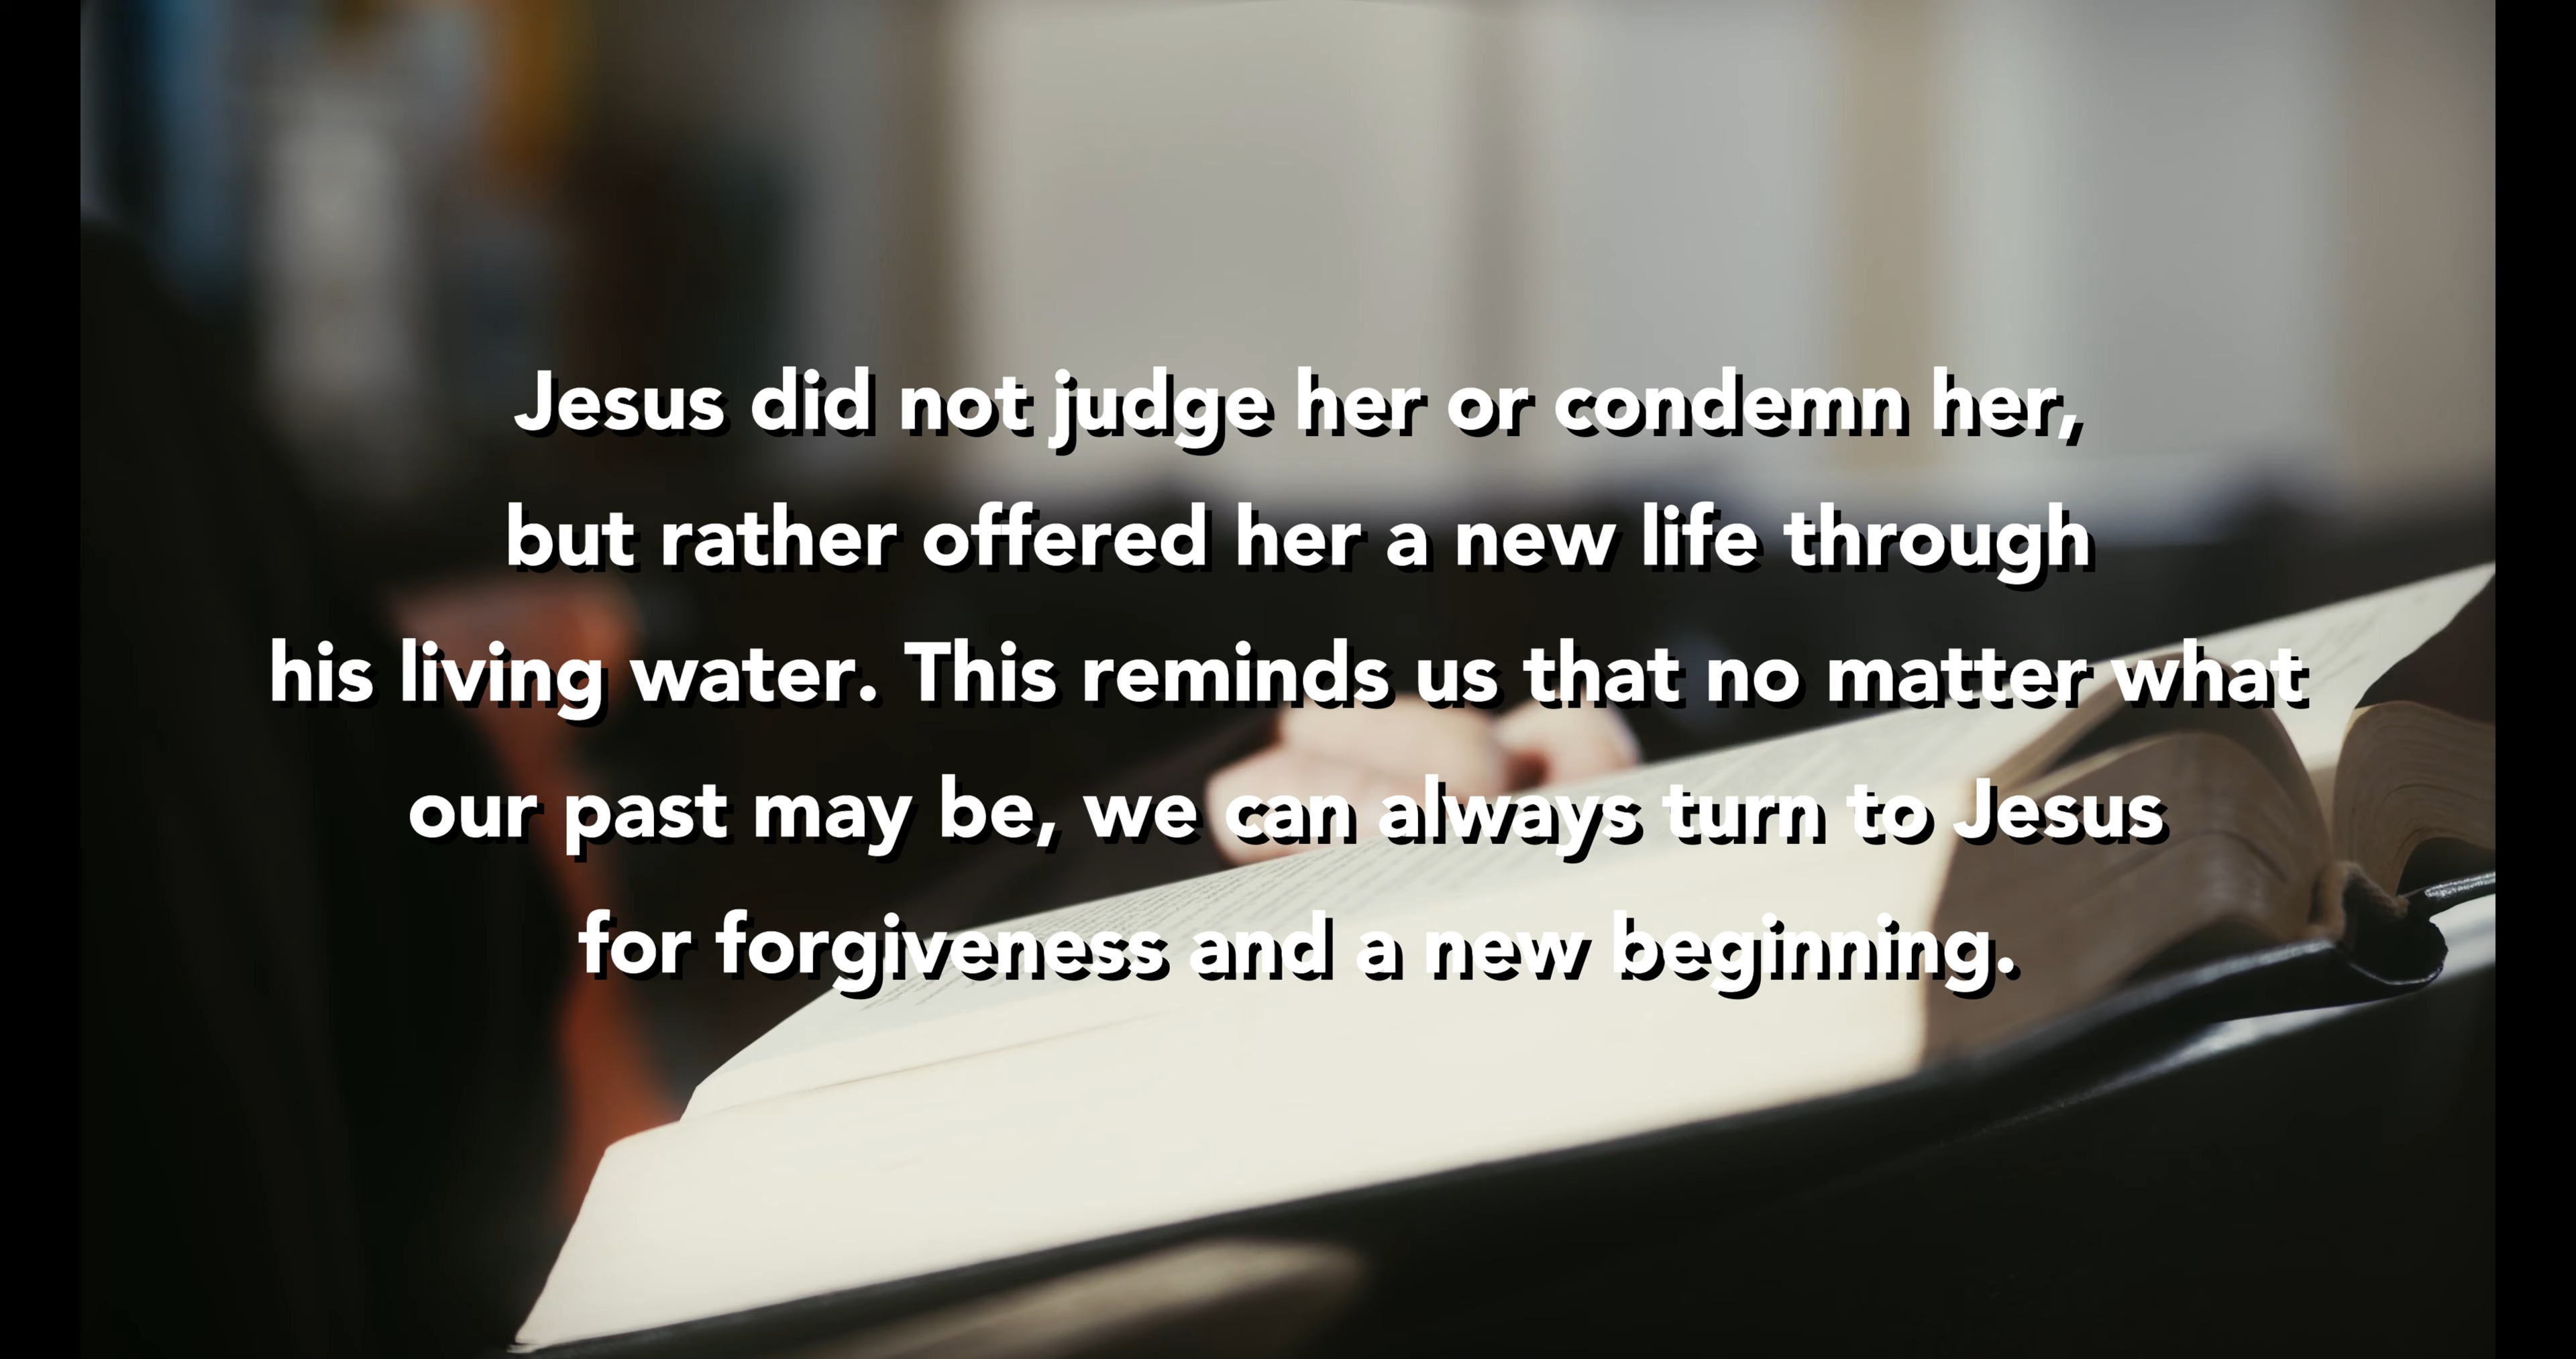 Jesus did not judge her or condemn her,
but rather offered her a new life through
his living water. This reminds us that no matter what
our past may be, we can always turn to Jesus
for forgiveness and a new beginning.